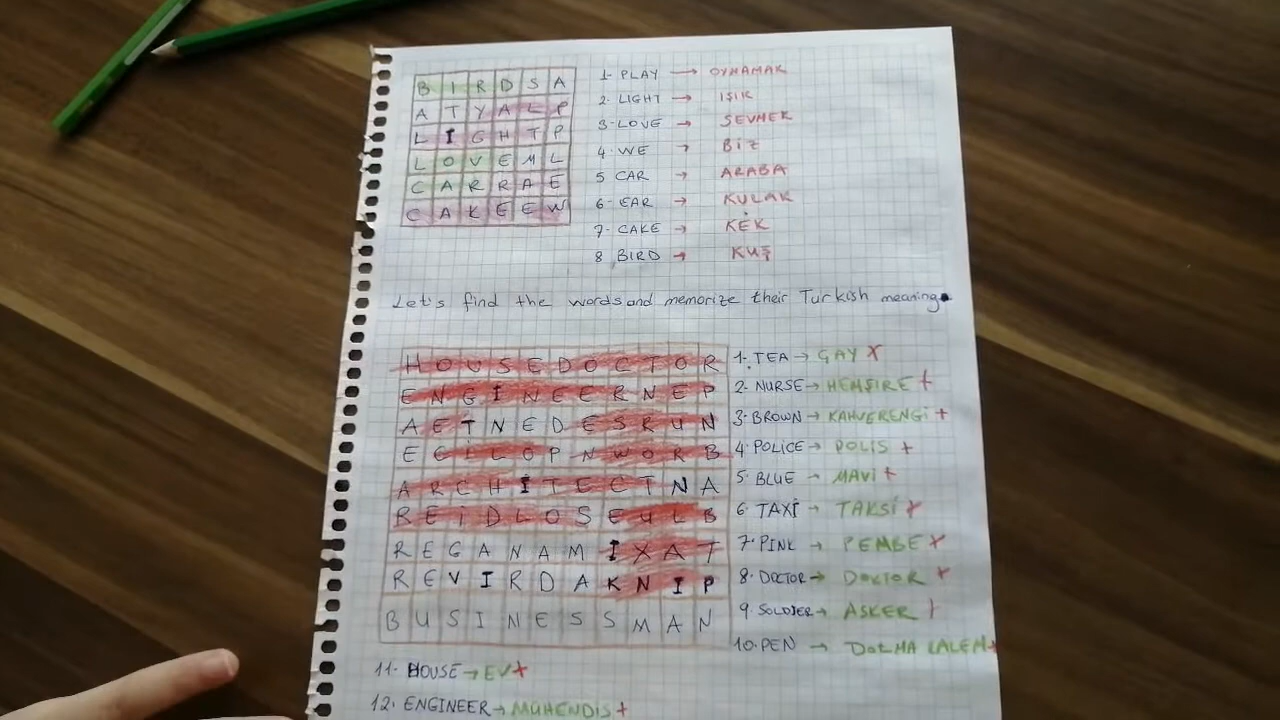 B I R D S A
A T Y A L P
L I G H T P
L O V E M L
C A R R A E
C A K E E W
1- PLAY → OYNAMAK
2. LIGHT → IŞIK
3-LOVE → SEVMEK
4. WE → BİZ
5 CAR → ARABA
6- EAR → KULAK
7- CAKE → KEK
8 BIRD → KUŞ
Let's find the words and memorize their Turkish meaning.
H O U S E D O C T O R
E N G I N E E R N E P
A E T N E D E S R U N
E C I L O P N W O R B
A R C H I T E C T N A
R E İ D L O S E U L B
R E G A N A M I X A T
R E V I R D A K N I P
B U S I N E S S M A N
1. TEA → GAY x
2. NURSE → HEMŞİRE +
3. BROWN → KAHVERENGİ +
4. POLICE → POLİS +
5. BLUE → MAVİ +
6. TAXİ → TAKSİ x
7. PINK → PEMBE x
8. DOCTOR → DOKTOR +
9. SOLDIER → ASKER +
10. PEN → DOLMA KALEM +
11. HOUSE → EV +
12. ENGINEER → MÜHENDİS +